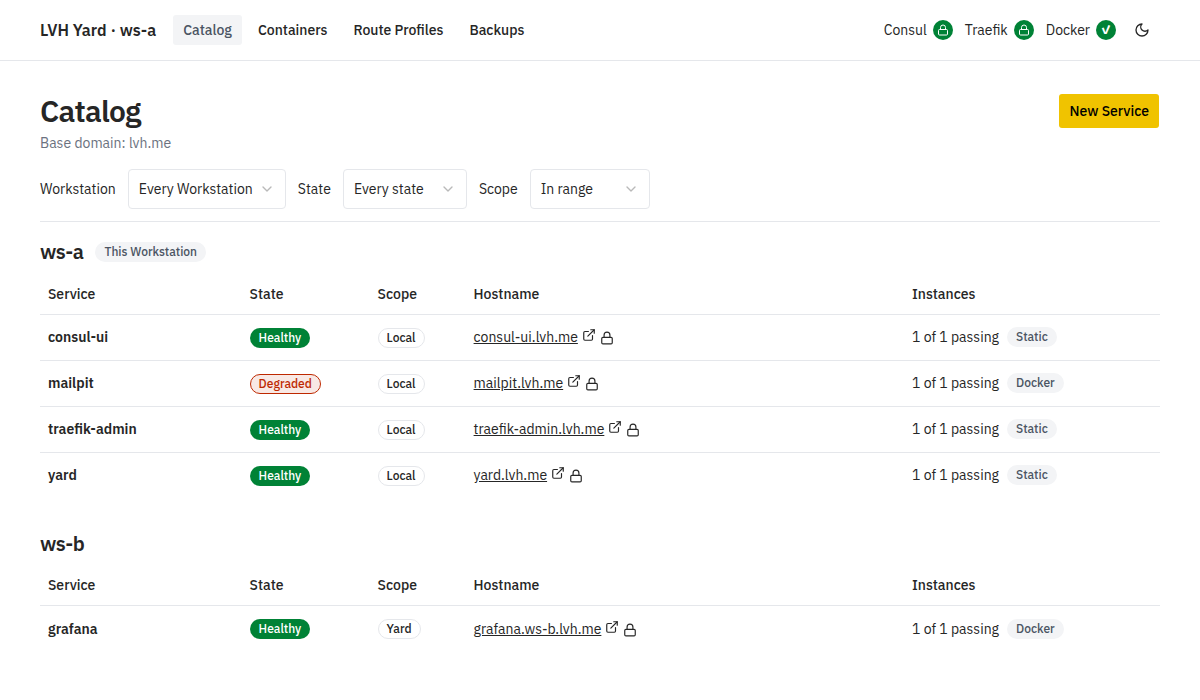 LVH Yard · ws-a Catalog Containers Route Profiles Backups Consul Traefik Docker
Catalog New Service
Base domain: lvh.me
Workstation Every Workstation State Every state Scope In range
ws-a This Workstation
Service State Scope Hostname Instances
consul-ui Healthy Local consul-ui.lvh.me 1 of 1 passing Static
mailpit Degraded Local mailpit.lvh.me 1 of 1 passing Docker
traefik-admin Healthy Local traefik-admin.lvh.me 1 of 1 passing Static
yard Healthy Local yard.lvh.me 1 of 1 passing Static
ws-b
Service State Scope Hostname Instances
grafana Healthy Yard grafana.ws-b.lvh.me 1 of 1 passing Docker